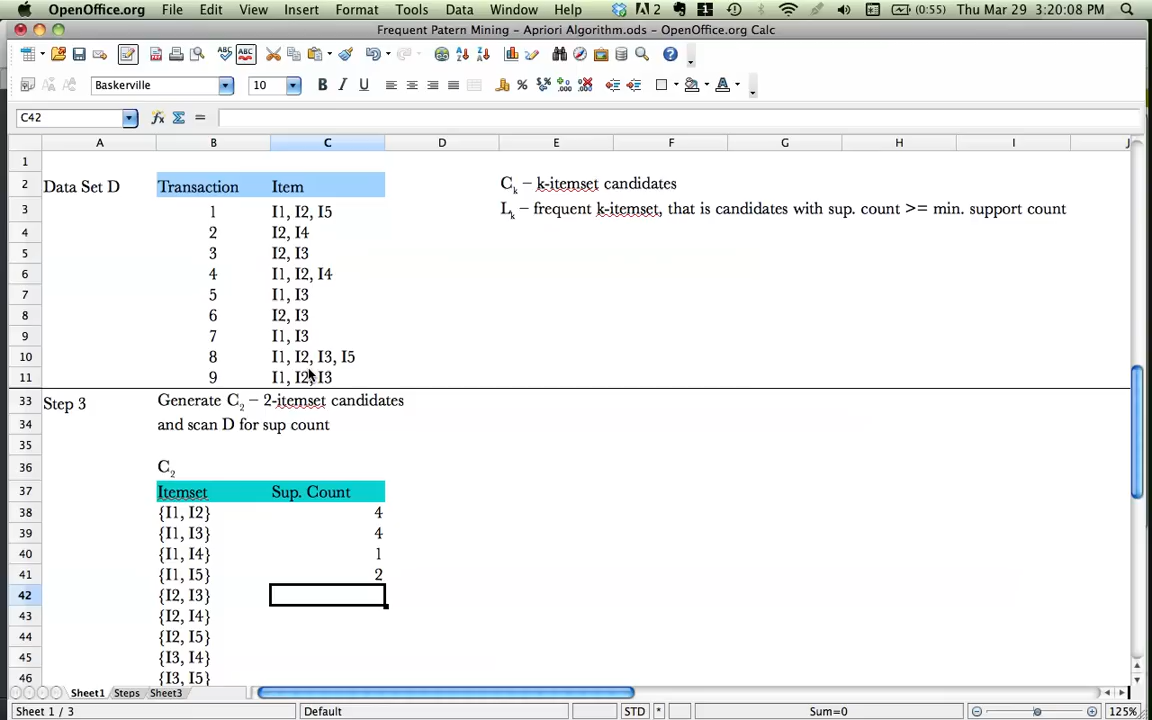 OpenOffice.org File Edit View Insert Format Tools Data Window Help (0:55) Thu Mar 29 3:20:08 PM
Frequent Patern Mining - Apriori Algorithm.ods - OpenOffice.org Calc
Baskerville 10 B I U
C42
A B C D E F G H I J
1
2 Data Set D Transaction Item Ck – k-itemset candidates
3 1 I1, I2, I5 Lk – frequent k-itemset, that is candidates with sup. count >= min. support count
4 2 I2, I4
5 3 I2, I3
6 4 I1, I2, I4
7 5 I1, I3
8 6 I2, I3
9 7 I1, I3
10 8 I1, I2, I3, I5
11 9 I1, I2, I3
33 Step 3 Generate C2 – 2-itemset candidates
34 and scan D for sup count
35
36 C2
37 Itemset Sup. Count
38 {I1, I2} 4
39 {I1, I3} 4
40 {I1, I4} 1
41 {I1, I5} 2
42 {I2, I3}
43 {I2, I4}
44 {I2, I5}
45 {I3, I4}
46 {I3, I5}
Sheet1 Steps Sheet3
Sheet 1 / 3 Default STD * Sum=0 125%